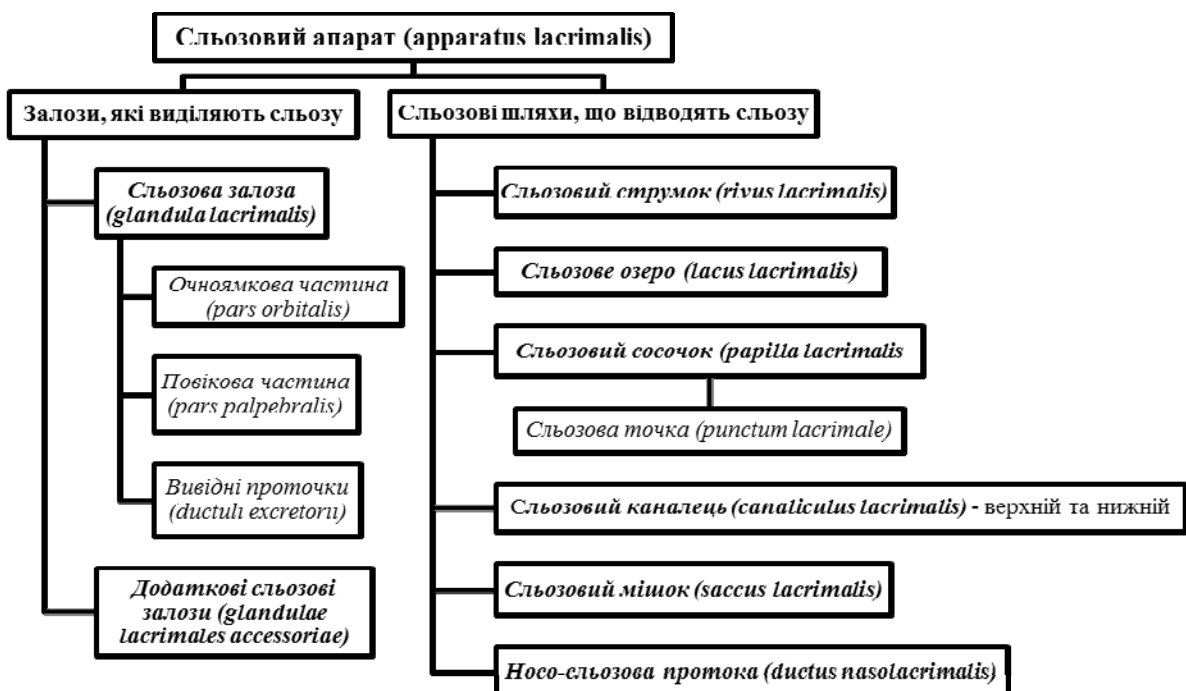 Сльозовий апарат (apparatus lacrimalis)
Залози, які виділяють сльозу
Сльозова залоза
(glandula lacrimalis)
Очноямкова частина
(pars orbitalis)
Повікова частина
(pars palpebralis)
Вивідні проточки
(ductuli excretorii)
Додаткові сльозові
залози (glandulae
lacrimales accessoriae)
Сльозові шляхи, що відводять сльозу
Сльозовий струмок (rivus lacrimalis)
Сльозове озеро (lacus lacrimalis)
Сльозовий сосочок (papilla lacrimalis
Сльозова точка (punctum lacrimale)
Сльозовий каналець (canaliculus lacrimalis) - верхній та нижній
Сльозовий мішок (saccus lacrimalis)
Носо-сльозова протока (ductus nasolacrimalis)